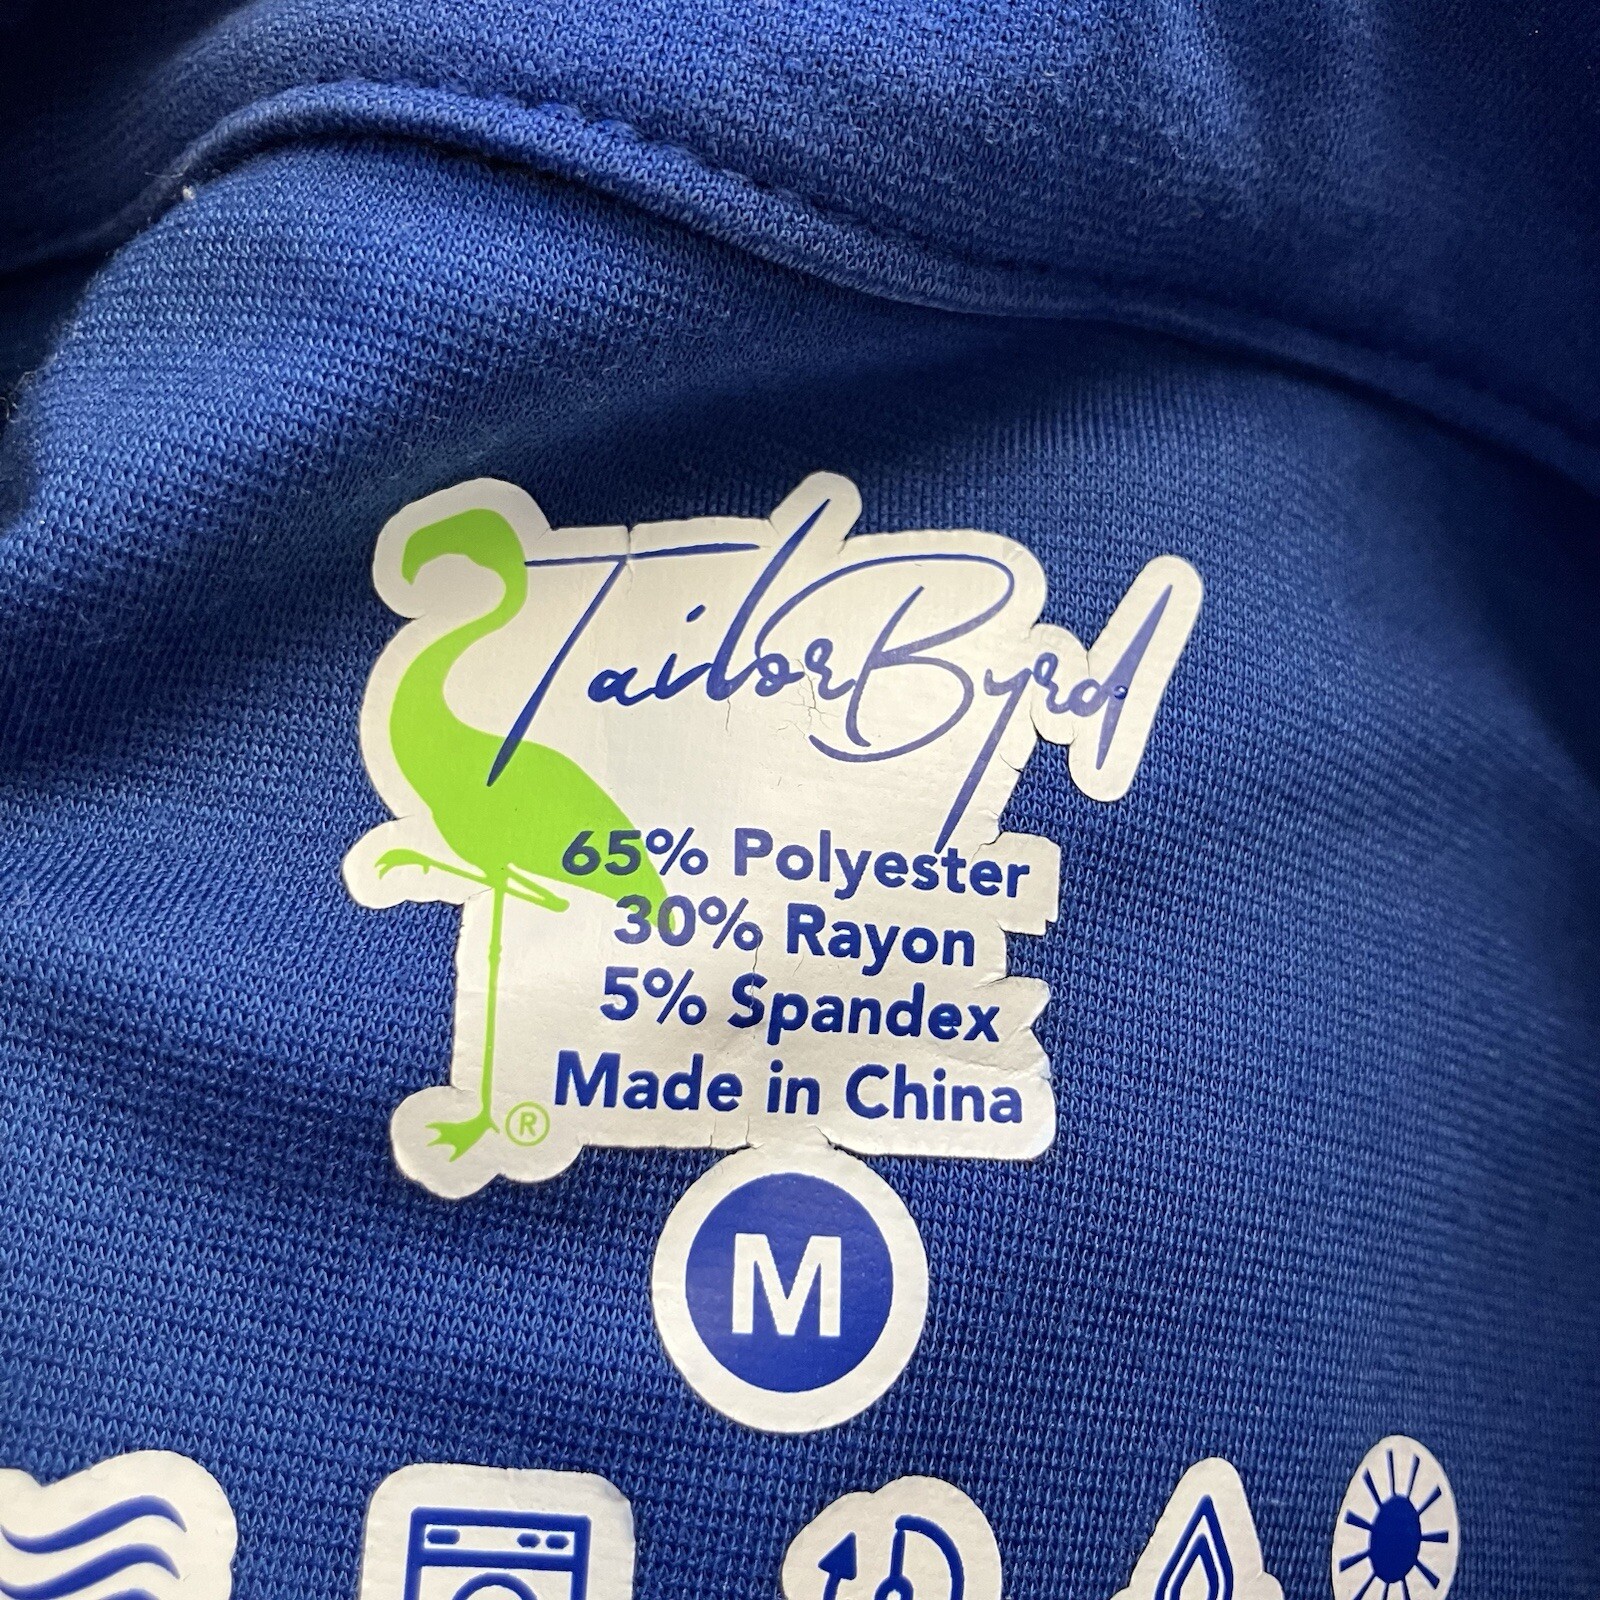 TailorByrd
65% Polyester
30% Rayon
5% Spandex
Made in China
®
M